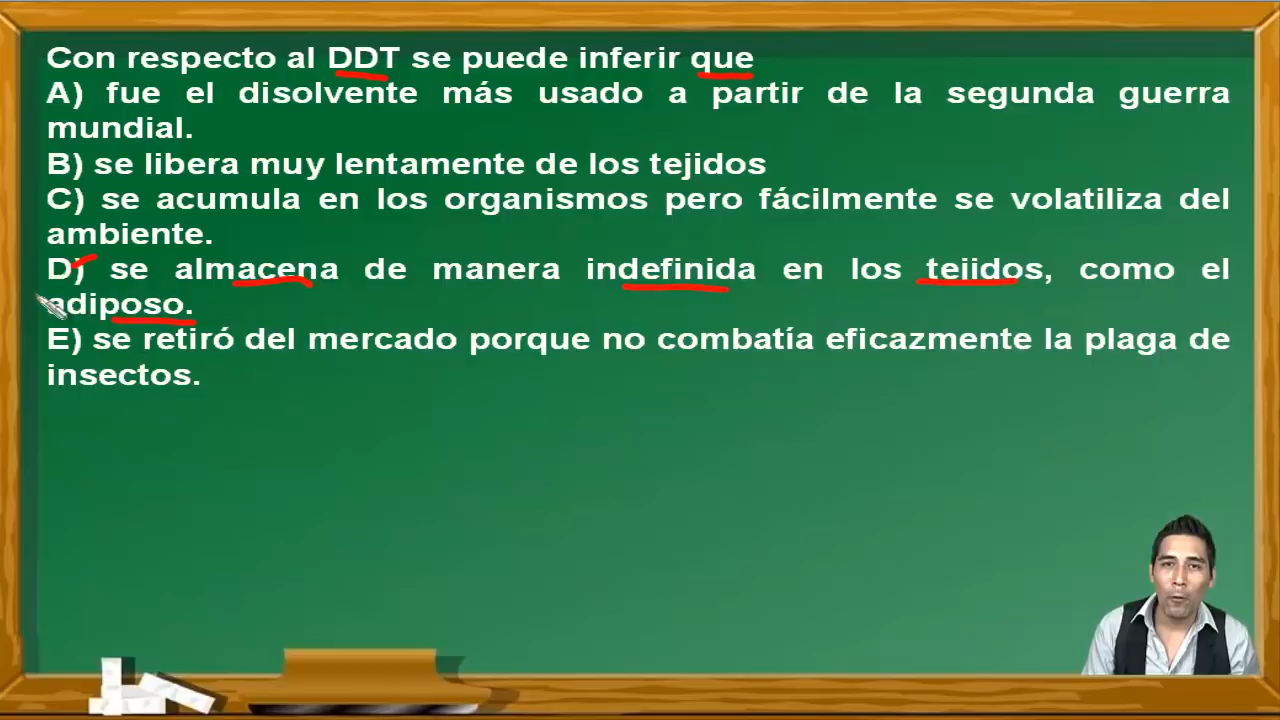 Con respecto al DDT se puede inferir que
A) fue el disolvente más usado a partir de la segunda guerra
mundial.
B) se libera muy lentamente de los tejidos
C) se acumula en los organismos pero fácilmente se volatiliza del
ambiente.
D) se almacena de manera indefinida en los tejidos, como el
adiposo.
E) se retiró del mercado porque no combatía eficazmente la plaga de
insectos.